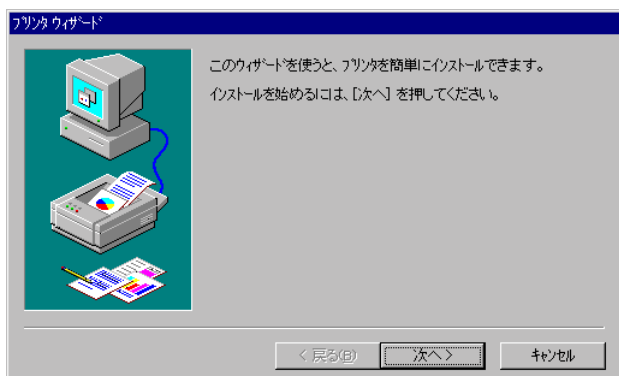 ﾌﾟﾘﾝﾀ ｳｨｻﾞｰﾄﾞ
このｳｨｻﾞｰﾄﾞを使うと、ﾌﾟﾘﾝﾀを簡単にインストールできます。
ｲﾝｽﾄｰﾙを始めるには、[次へ] を押してください。
< 戻る(B)
次へ >
ｷｬﾝｾﾙ